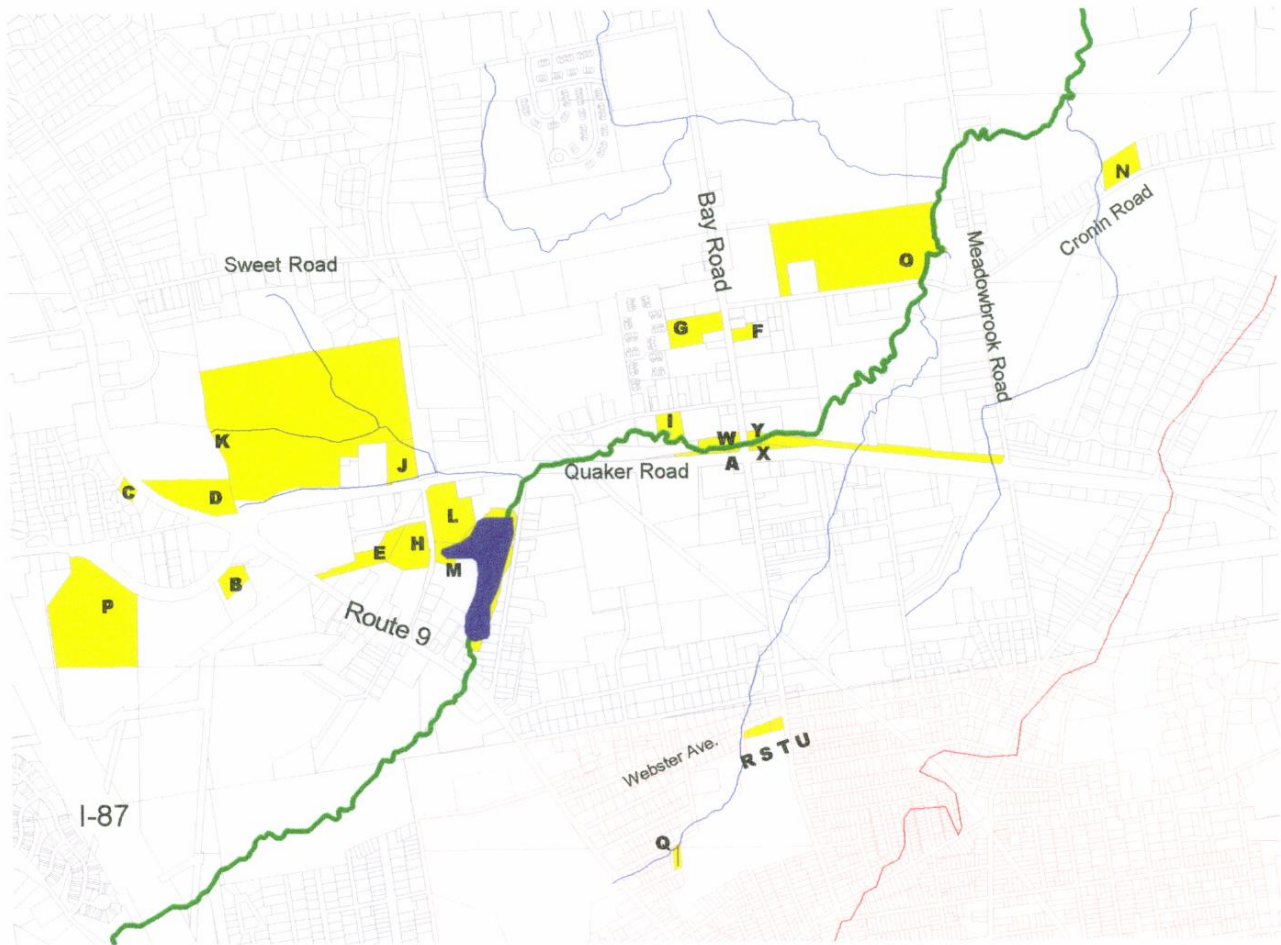 N
Cronin Road
Bay Road
Meadowbrook Road
Sweet Road
O
G
F
I
W
Y
K
J
Quaker Road
A
X
C
D
L
E
H
M
B
P
Route 9
Webster Ave.
R S T U
I-87
Q